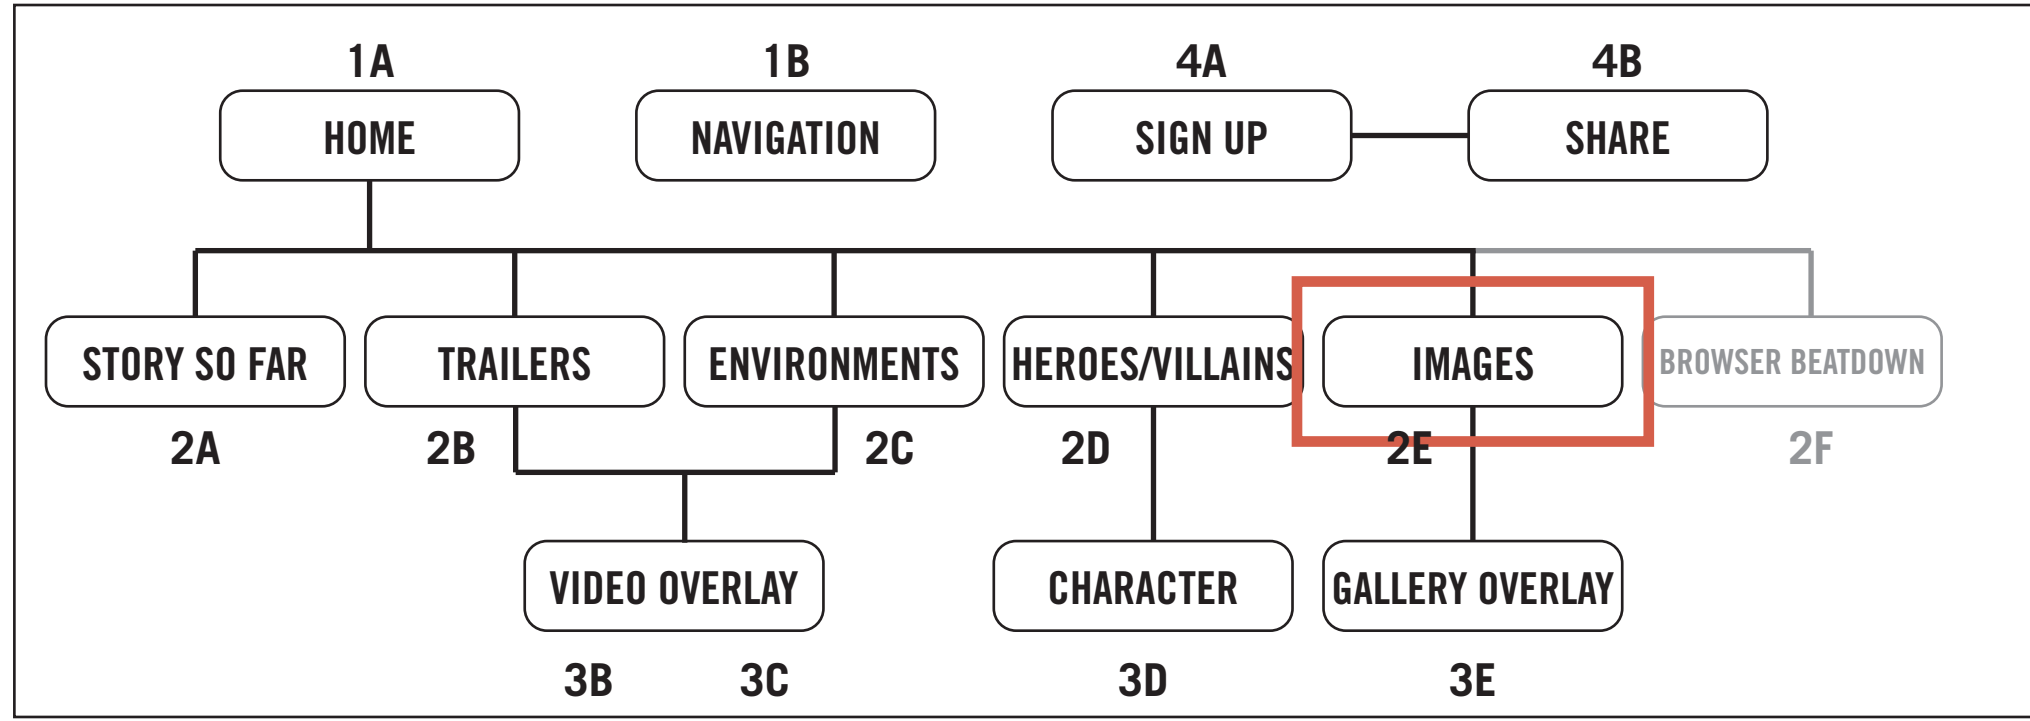 1A
1B
4A
4B
HOME
NAVIGATION
SIGN UP
SHARE
STORY SO FAR
TRAILERS
ENVIRONMENTS
HEROES/VILLAINS
IMAGES
BROWSER BEATDOWN
2A
2B
2C
2D
2E
2F
VIDEO OVERLAY
CHARACTER
GALLERY OVERLAY
3B
3C
3D
3E